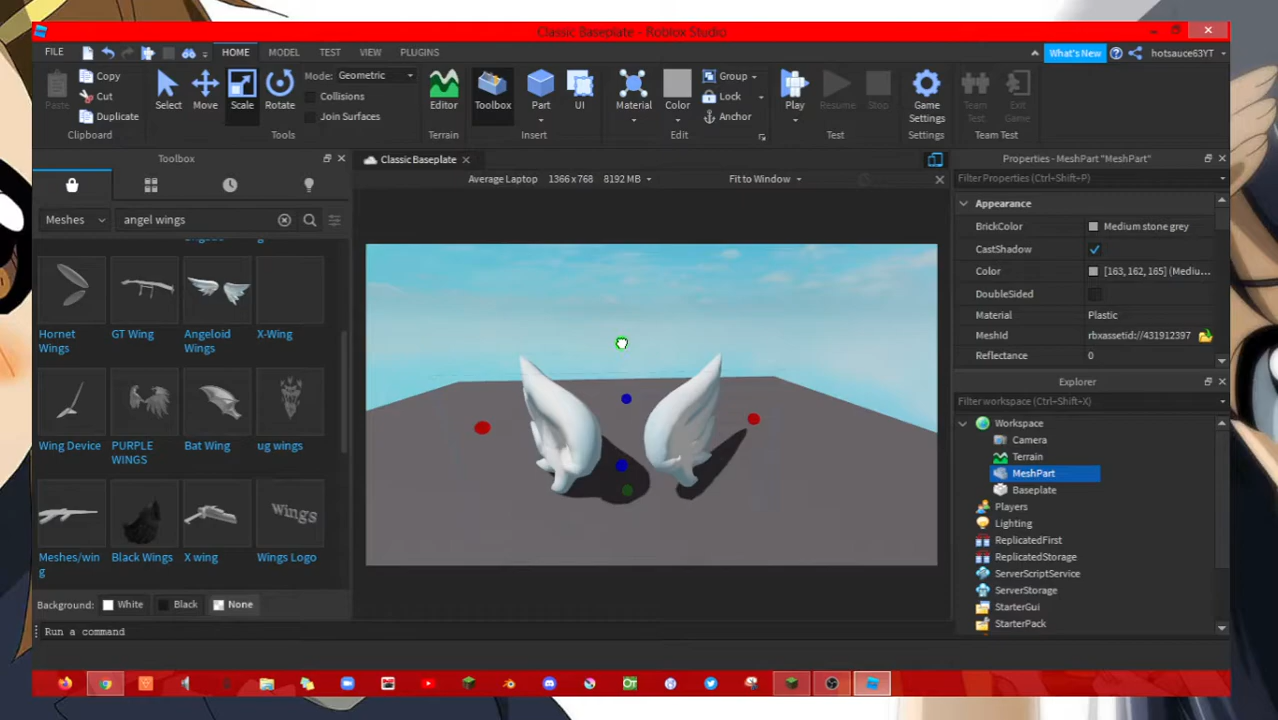 Classic Baseplate - Roblox Studio
FILE HOME MODEL TEST VIEW PLUGINS What's New hotsauce63YT
Paste Copy Cut Duplicate Select Move Scale Rotate Mode: Geometric Collisions Join Surfaces Editor Toolbox Part UI Material Color Group Lock Anchor Play Resume Stop Game Settings Team Test Exit Game
Clipboard Tools Terrain Insert Edit Test Settings Team Test
Toolbox
ClassicBaseplate
Properties - MeshPart "MeshPart"
Average Laptop 1366x768 8192 MB Fit to Window
Filter Properties (Ctrl+Shift+P)
Meshes angel wings
Appearance
BrickColor Medium stone grey
CastShadow
Color [163, 162, 165] (Mediu...
DoubleSided
Material Plastic
MeshId rbxassetid://431912397
Reflectance 0
Hornet Wings
GT Wing
Angeloid Wings
X-Wing
Wing Device
PURPLE WINGS
Bat Wing
ug wings
Wings
Meshes/wing
Black Wings
X wing
Wings Logo
Explorer
Filter workspace (Ctrl+Shift+X)
Workspace
Camera
Terrain
MeshPart
Baseplate
Players
Lighting
ReplicatedFirst
ReplicatedStorage
ServerScriptService
ServerStorage
StarterGui
StarterPack
Background: White Black None
Run a command